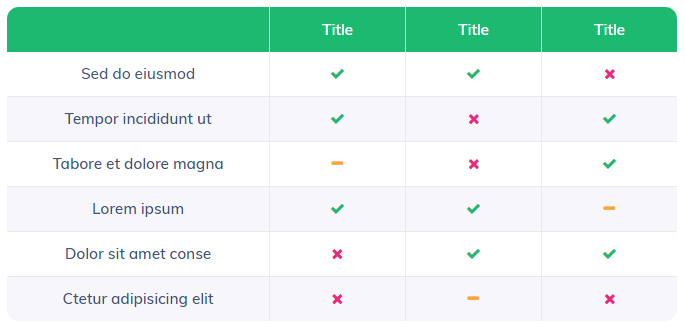 Title Title Title
Sed do eiusmod
Tempor incididunt ut
Tabore et dolore magna
Lorem ipsum
Dolor sit amet conse
Ctetur adipisicing elit